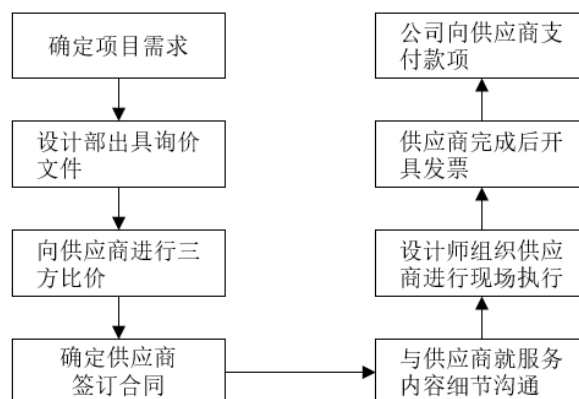 确定项目需求
设计部出具询价
文件
向供应商进行三
方比价
确定供应商
签订合同
与供应商就服务
内容细节沟通
设计师组织供应
商进行现场执行
供应商完成后开
具发票
公司向供应商支
付款项